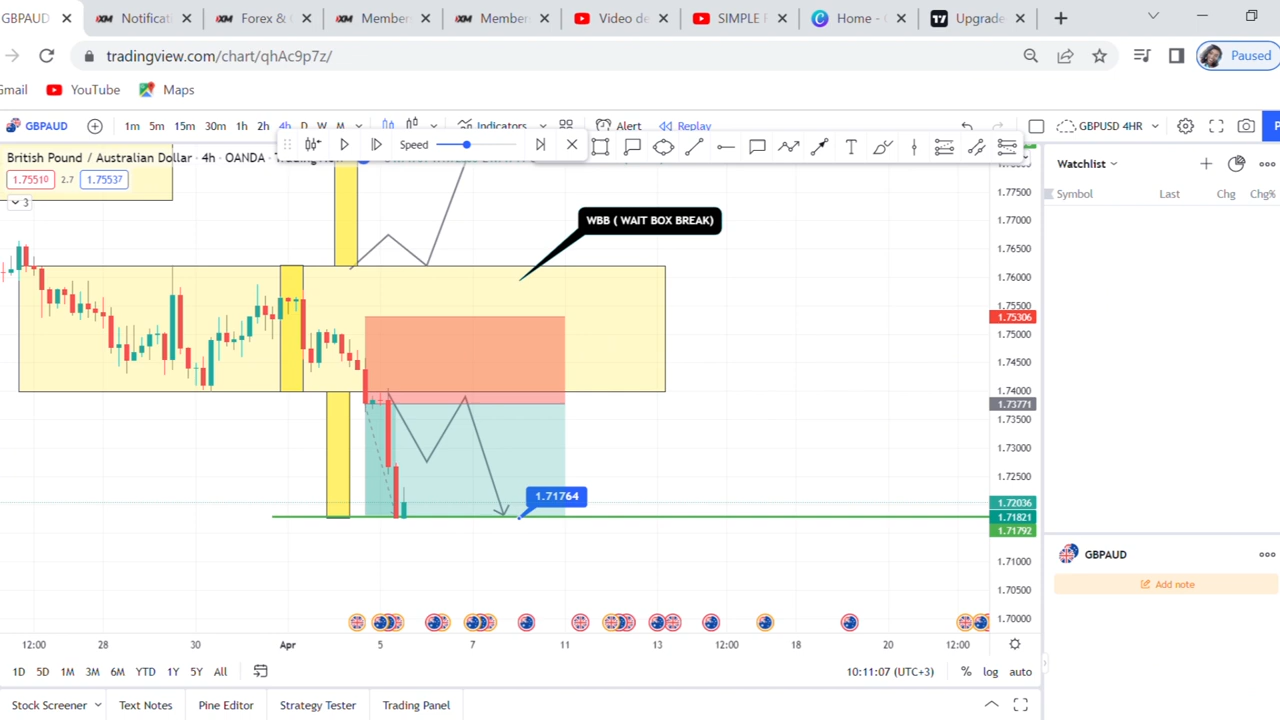 GBPAUD
Notificati
Forex &
Member
Member
Video de
SIMPLE
Home -
Upgrade
tradingview.com/chart/qhAc9p7z/
Paused
Gmail
YouTube
Maps
GBPAUD
1m 5m 15m 30m 1h 2h 4h D W M
Indicators
Alert
Replay
GBPUSD 4HR
Speed
British Pound / Australian Dollar · 4h · OANDA ·
1.75510 2.7 1.75537
3
WBB ( WAIT BOX BREAK)
1.71764
1.77500
1.77000
1.76500
1.76000
1.75500
1.75306
1.75000
1.74500
1.74000
1.73771
1.73500
1.73000
1.72500
1.72036
1.71821
1.71792
1.71000
1.70500
1.70000
12:00 28 30 Apr 5 7 11 13 12:00 18 20 12:00
1D 5D 1M 3M 6M YTD 1Y 5Y All
10:11:07 (UTC+3) % log auto
Stock Screener Text Notes Pine Editor Strategy Tester Trading Panel
Watchlist
Symbol Last Chg Chg%
GBPAUD
Add note